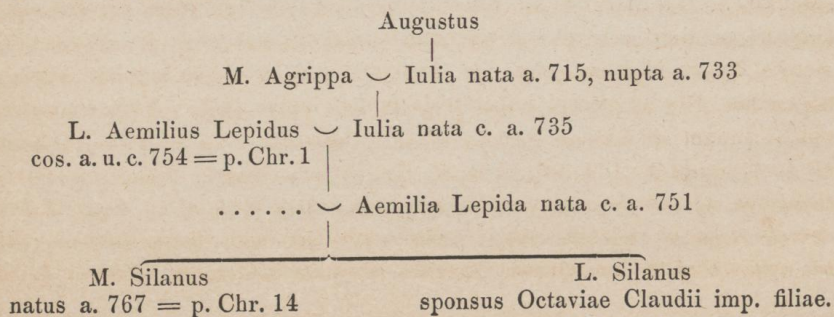 Augustus
M. Agrippa ⌣ Iulia nata a. 715, nupta a. 733
L. Aemilius Lepidus ⌣ Iulia nata c. a. 735
cos. a. u. c. 754 = p. Chr. 1
. . . . . . ⌣ Aemilia Lepida nata c. a. 751
M. Silanus L. Silanus
natus a. 767 = p. Chr. 14 sponsus Octaviae Claudii imp. filiae.